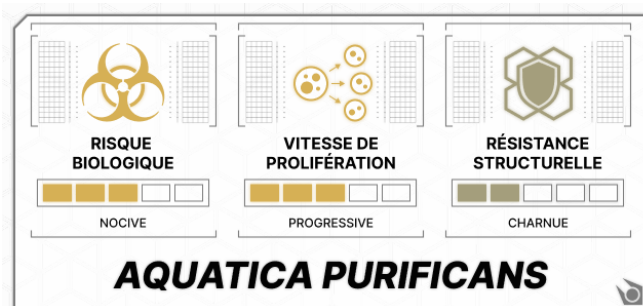 RISQUE
BIOLOGIQUE
NOCIVE
VITESSE DE
PROLIFÉRATION
PROGRESSIVE
RÉSISTANCE
STRUCTURELLE
CHARNUE
AQUATICA PURIFICANS